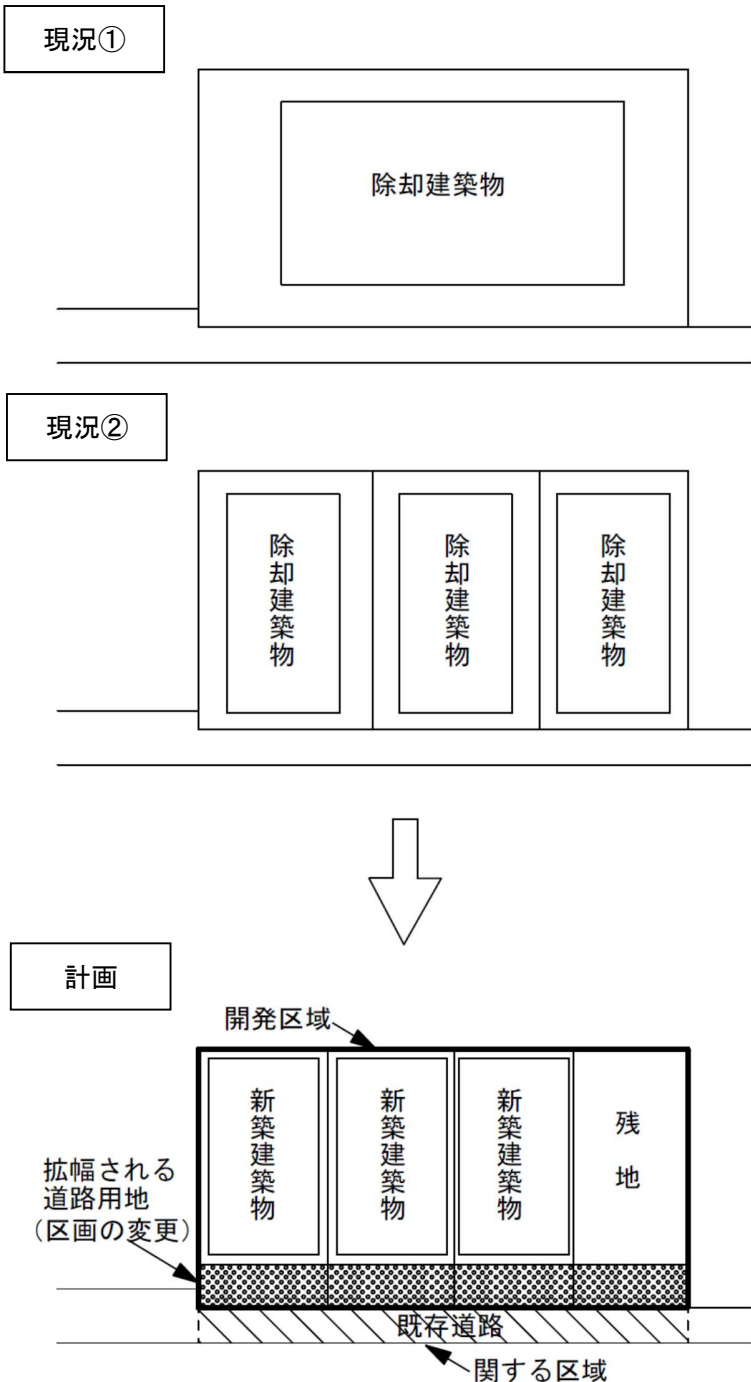 現況①
除却建築物
現況②
除却建築物
除却建築物
除却建築物
計画
開発区域
新築建築物
新築建築物
新築建築物
残地
拡幅される
道路用地
（区画の変更）
既存道路
関する区域